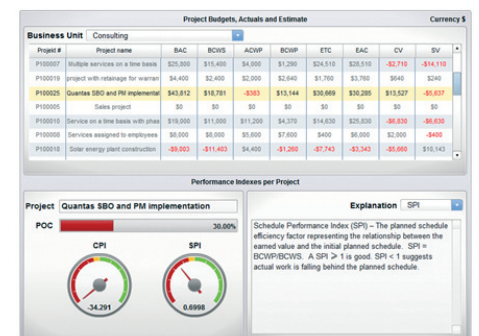 Project Budgets, Actuals and Estimate Currency $
Business Unit Consulting
Projekt # Project name BAC BCWS ACWP BCWP ETC EAC CV SV
P100007 Multiple services on a time basis $25,800 $15,400 $4,000 $1,290 $24,510 $28,510 -$2,710 -$14,110
P100019 project with retainage for warran $4,400 $2,400 $2,000 $2,640 $1,760 $3,760 $640 $240
P100025 Quantas SBO and PM implementat $43,812 $18,781 -$383 $13,144 $30,669 $30,285 $13,527 -$5,637
P100005 Sales project $0 $0 $0 $0 $0 $0 $0 $0
P100010 Service on a time basis with phas $19,000 $11,000 $11,200 $4,370 $14,630 $25,830 -$6,830 -$6,630
P100008 Services assigned to employees $8,000 $8,000 $5,600 $7,600 $400 $6,000 $2,000 -$400
P100018 Solar energy plant construction -$9,003 -$11,403 $4,400 -$1,260 -$7,743 -$3,343 -$5,660 $10,143
Performance Indexes per Project
Project Quantas SBO and PM implementation
POC 30.00%
CPI SPI
-34.291 0.6998
Explanation SPI
Schedule Performance Index (SPI) – The planned schedule
efficiency factor representing the relationship between the
earned value and the initial planned schedule. SPI =
BCWP/BCWS. A SPI ≥ 1 is good. SPI < 1 suggests
actual work is falling behind the planned schedule.